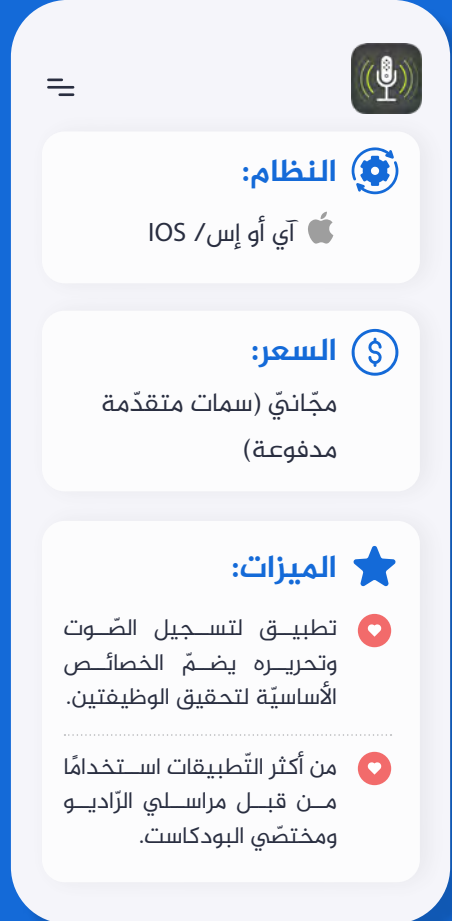 النظام:
آي أو إس/ IOS
السعر:
مجّانيّ (سمات متقدّمة
مدفوعة)
الميزات:
تطبيق لتسجيل الصّوت
وتحريره يضمّ الخصائص
الأساسيّة لتحقيق الوظيفتين.
من أكثر التّطبيقات استخدامًا
من قبل مراسلي الرّاديو
ومختصّي البودكاست.